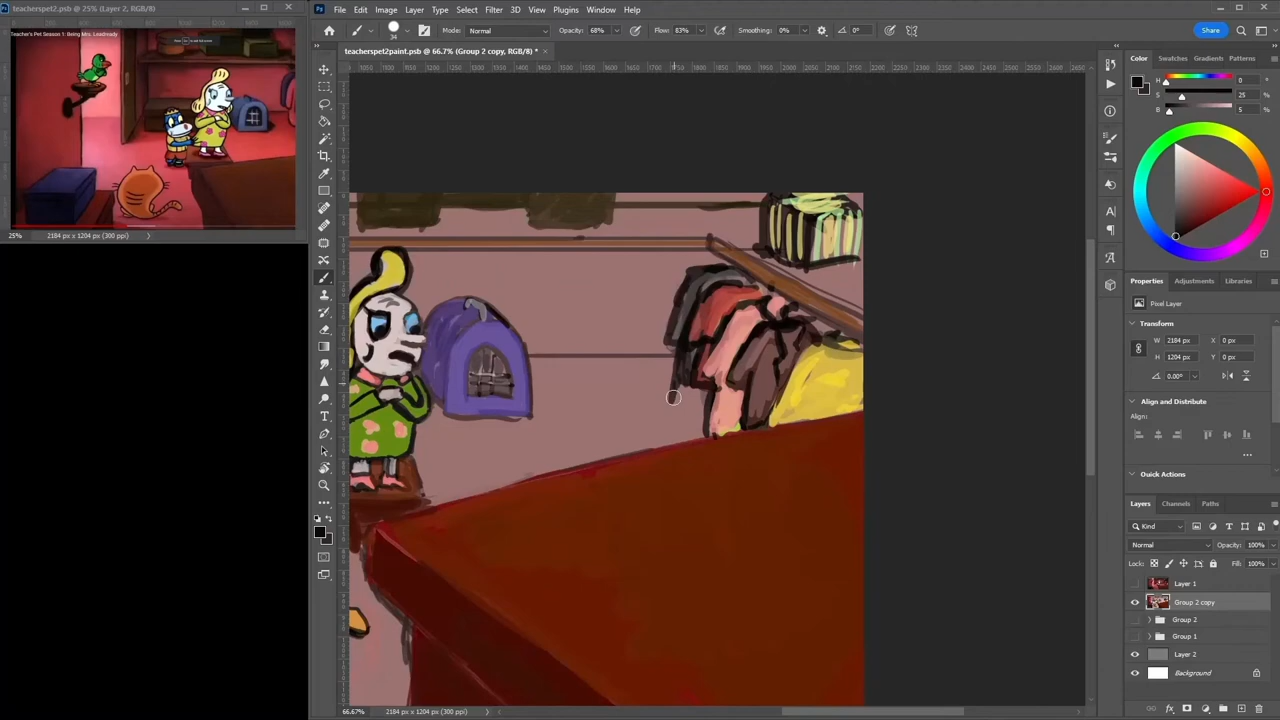 teacherspet2.psb @ 25% (Layer 2, RGB/8)
Teacher's Pet Season 1: Being Mrs. Leadready
25% 2184 px x 1204 px (300 ppi)
File Edit Image Layer Type Select Filter 3D View Plugins Window Help
34 Mode: Normal Opacity: 68% Flow: 83% Smoothing: 0% 0° Share
teacherspet2paint.psb @ 66.7% (Group 2 copy, RGB/8) *
Color Swatches Gradients Patterns
H 0 °
S 25 %
B 5 %
Properties Adjustments Libraries
Pixel Layer
Transform
W 2184 px X 0 px
H 1204 px Y 0 px
0.00°
Align and Distribute
Align:
Quick Actions
Layers Channels Paths
Kind
Normal Opacity: 100%
Lock: Fill: 100%
Layer 1
Group 2 copy
Group 2
Group 1
Layer 2
Background
66.67% 2184 px x 1204 px (300 ppi)